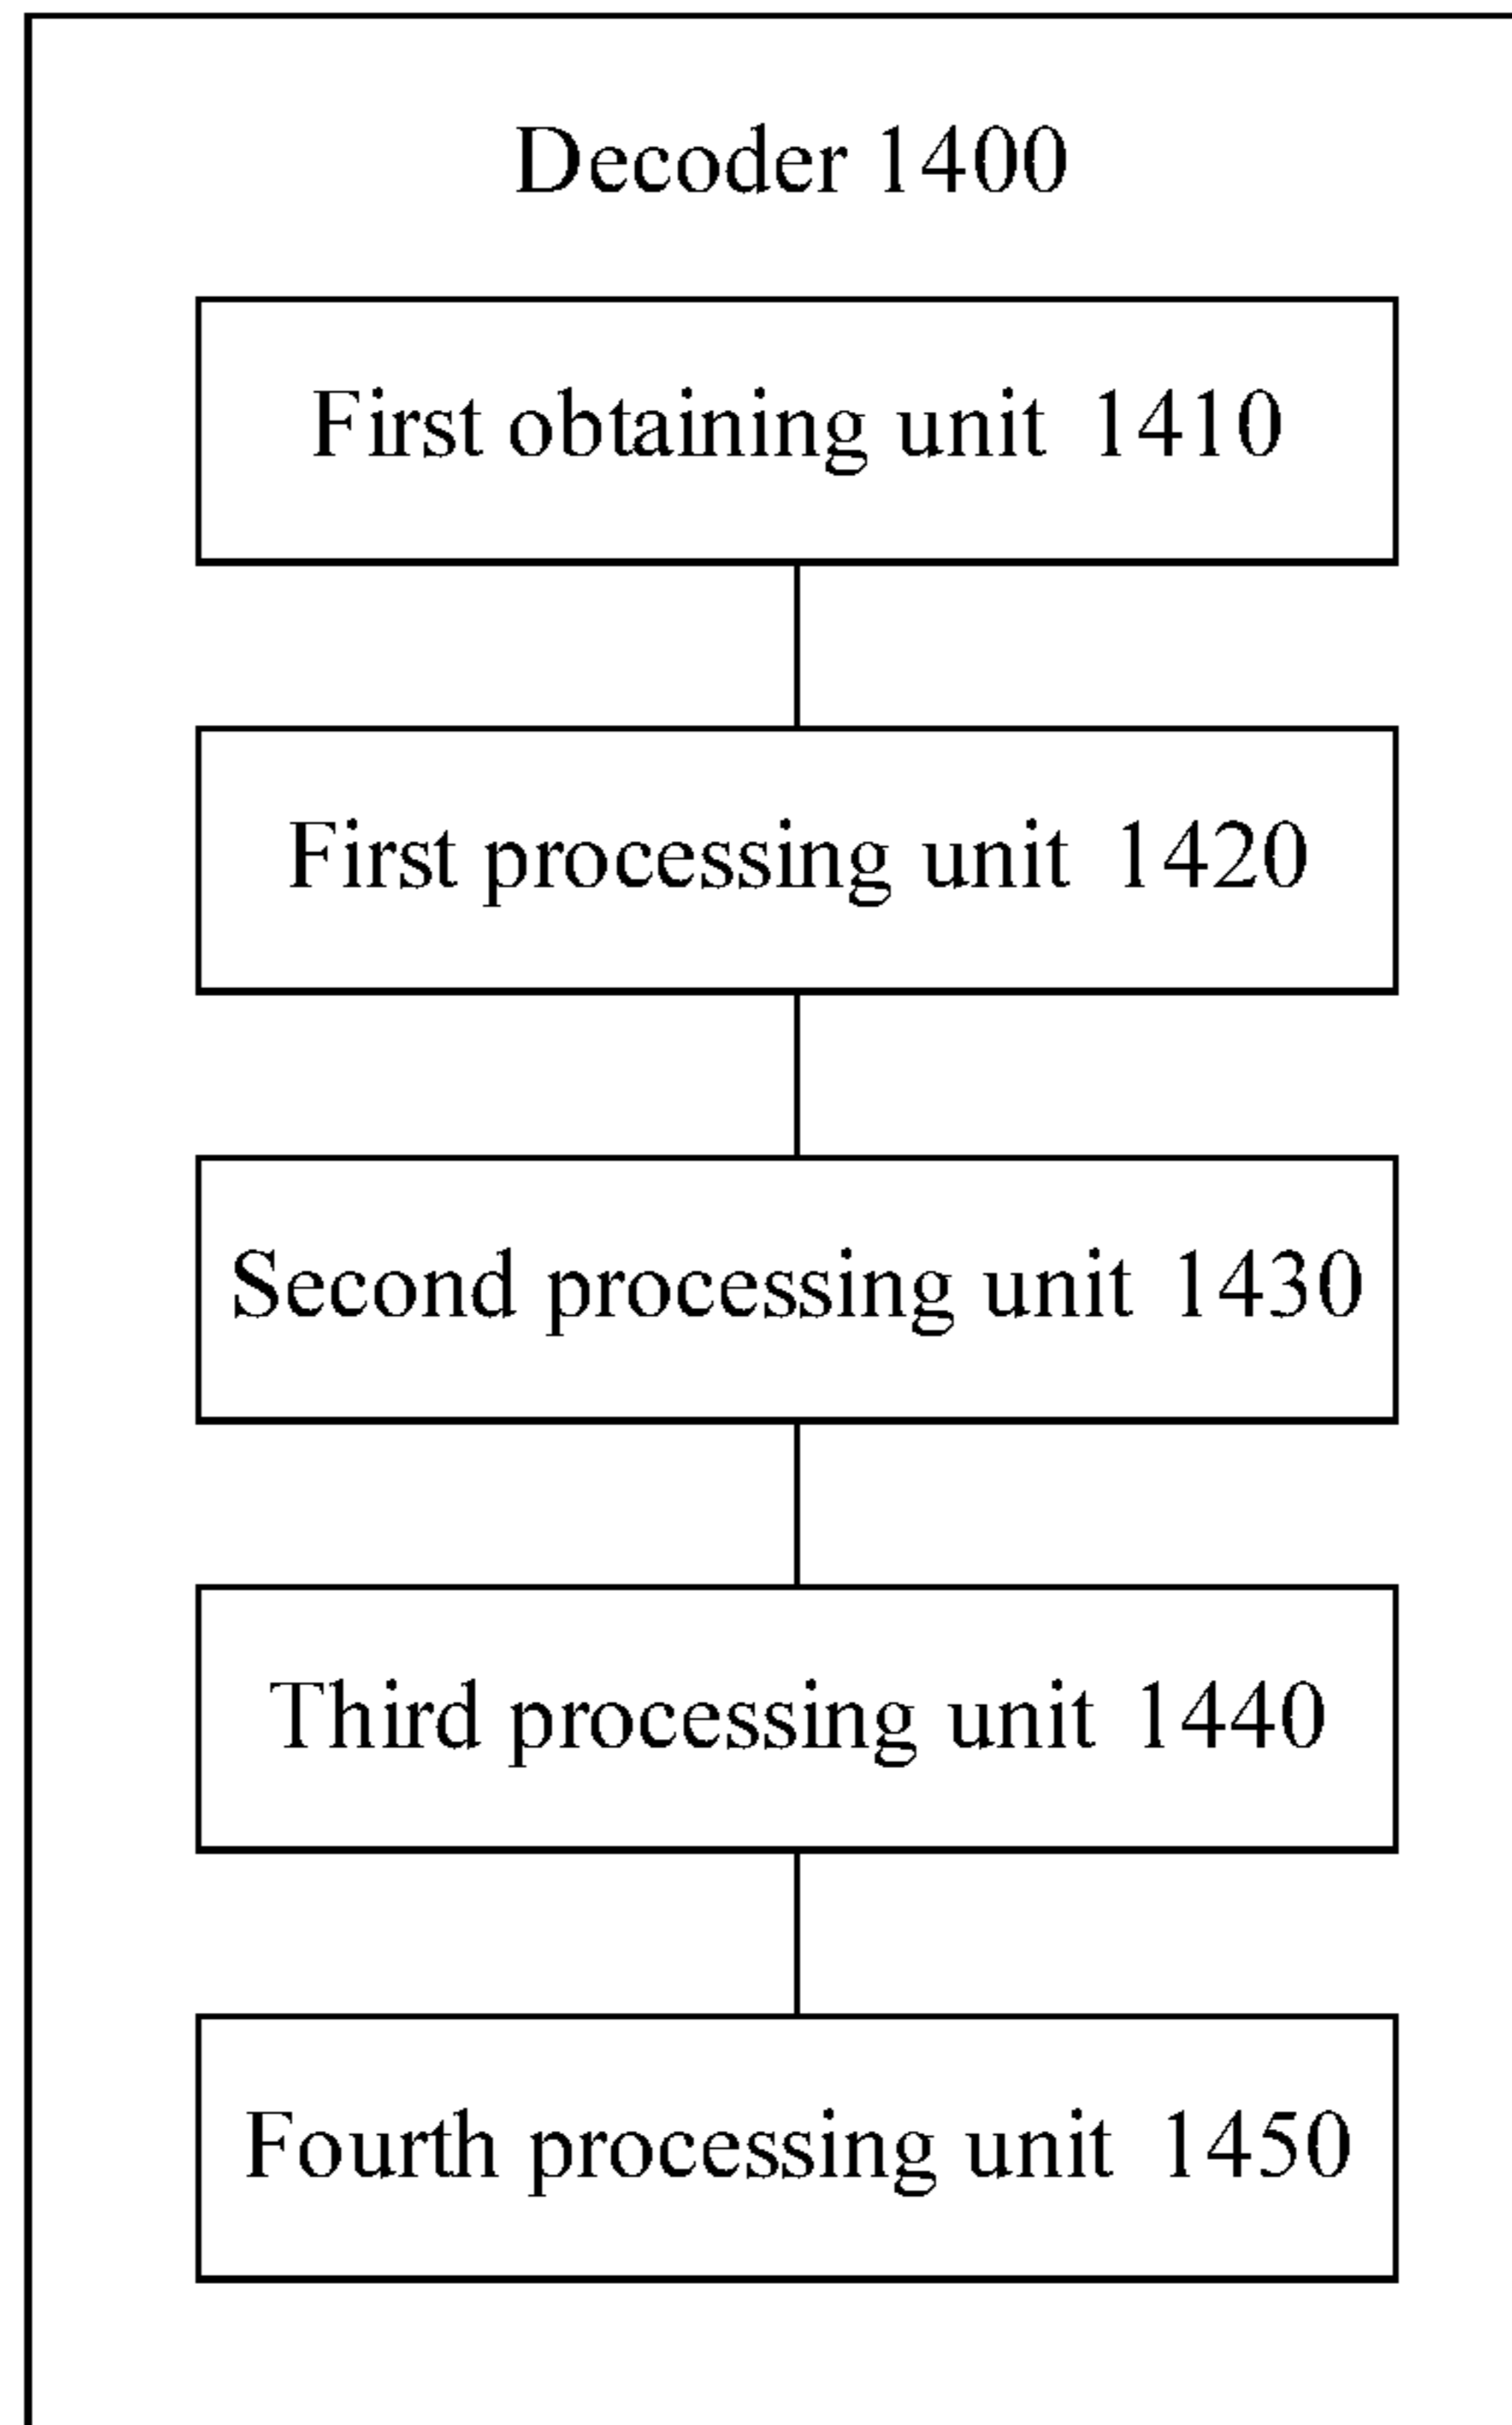 Decoder 1400
First obtaining unit 1410
First processing unit 1420
Second processing unit 1430
Third processing unit 1440
Fourth processing unit 1450